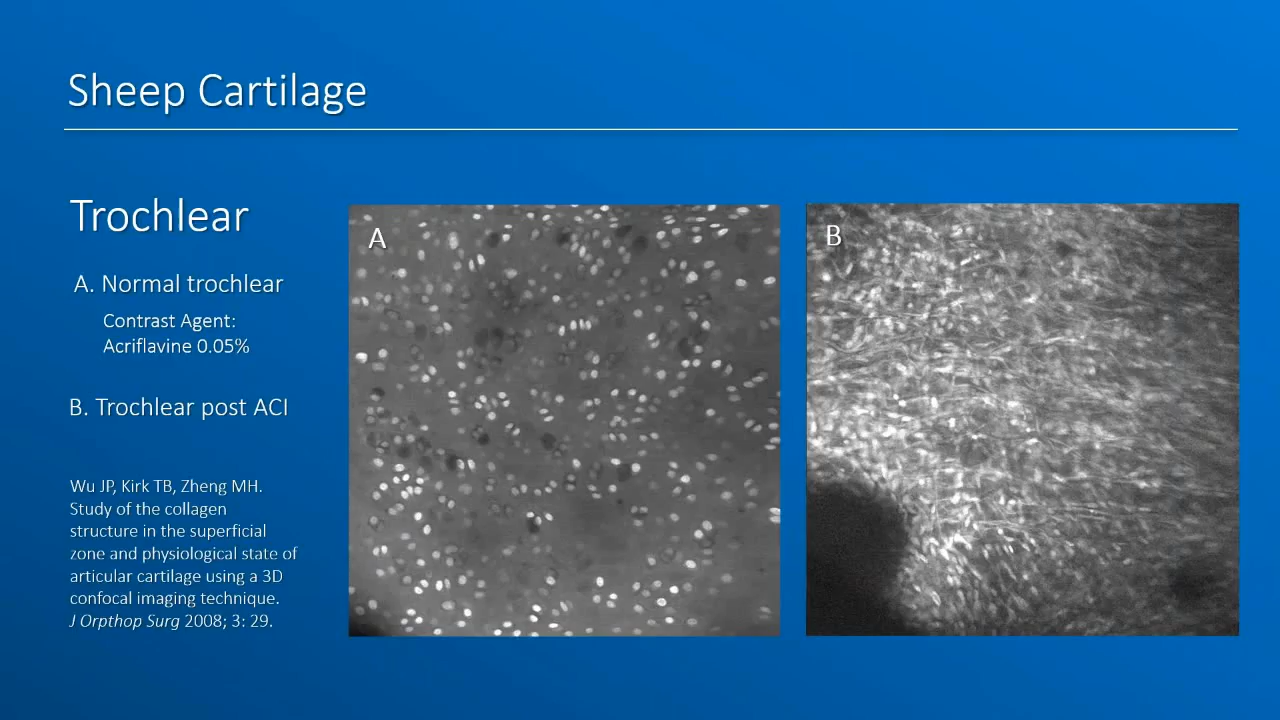 Sheep Cartilage
Trochlear
A. Normal trochlear
Contrast Agent:
Acriflavine 0.05%
B. Trochlear post ACI
Wu JP, Kirk TB, Zheng MH.
Study of the collagen
structure in the superficial
zone and physiological state of
articular cartilage using a 3D
confocal imaging technique.
J Orpthop Surg 2008; 3: 29.
A
B